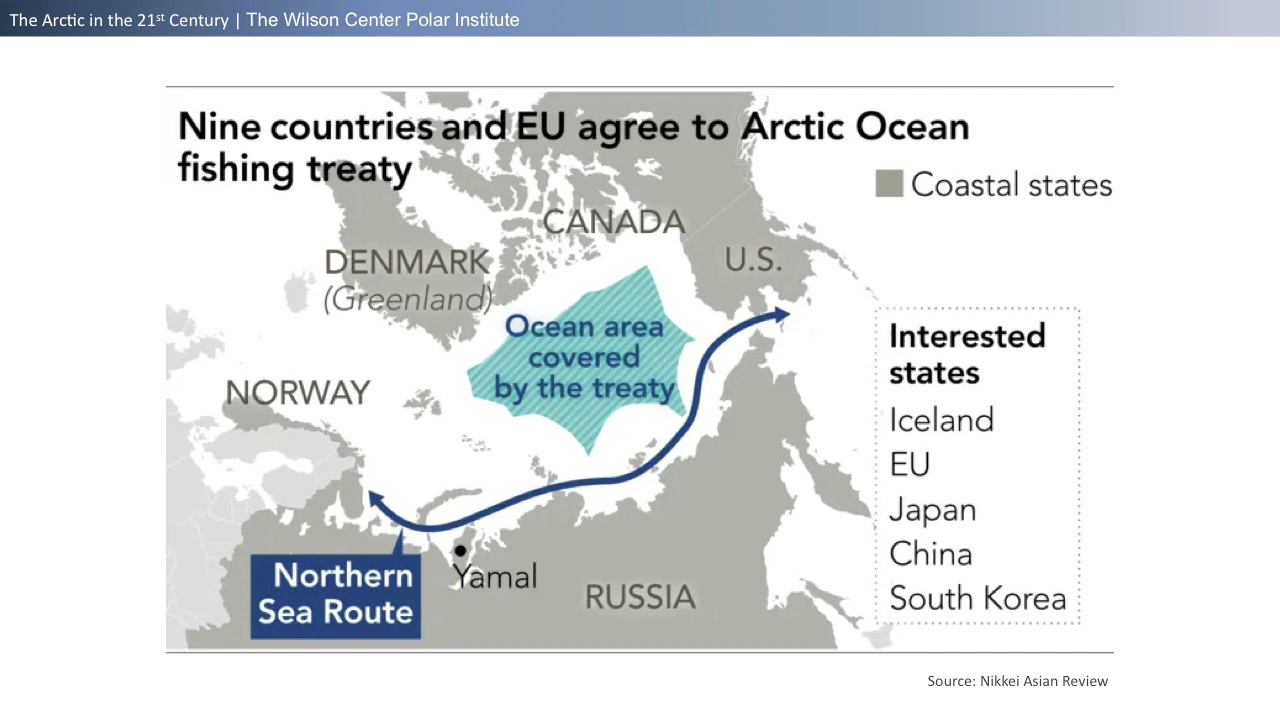 The Arctic in the 21st Century | The Wilson Center Polar Institute
Nine countries and EU agree to Arctic Ocean
fishing treaty
Coastal states
CANADA
DENMARK
(Greenland)
U.S.
Ocean area
covered
by the treaty
NORWAY
Interested
states
Iceland
EU
Japan
China
South Korea
Northern
Sea Route
Yamal
RUSSIA
Source: Nikkei Asian Review